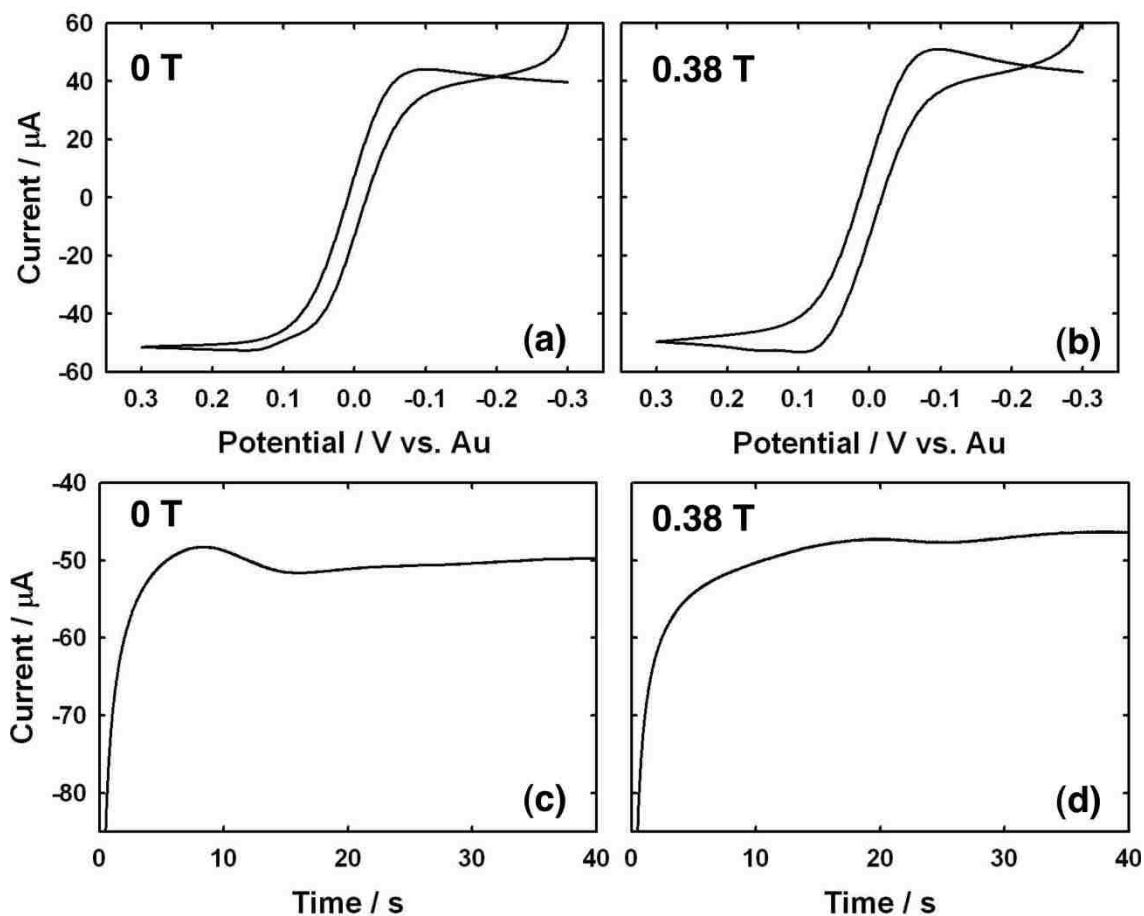 60
40
20
0
-20
-40
-60
Current / μA
0 T
(a)
0.3 0.2 0.1 0.0 -0.1 -0.2 -0.3
Potential / V vs. Au
0.38 T
(b)
0.3 0.2 0.1 0.0 -0.1 -0.2 -0.3
Potential / V vs. Au
-40
-50
-60
-70
-80
Current / μA
0 T
(c)
0 10 20 30 40
Time / s
0.38 T
(d)
0 10 20 30 40
Time / s